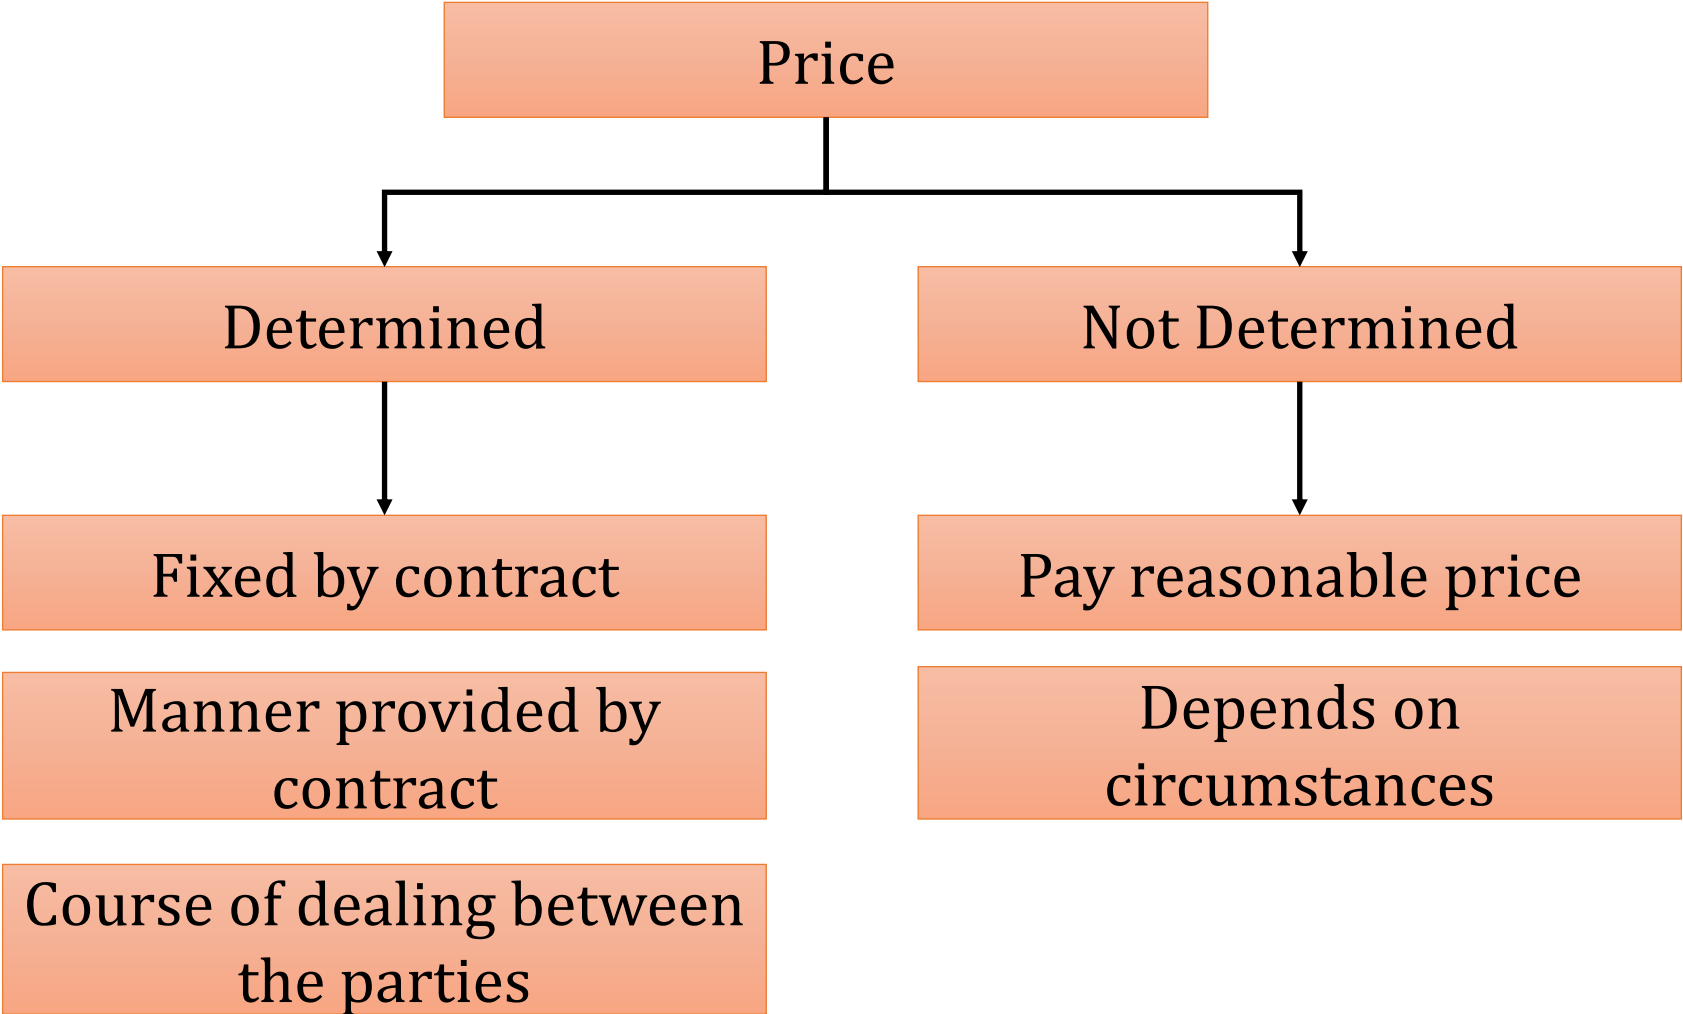 Price
Determined
Not Determined
Fixed by contract
Pay reasonable price
Manner provided by
contract
Depends on
circumstances
Course of dealing between
the parties